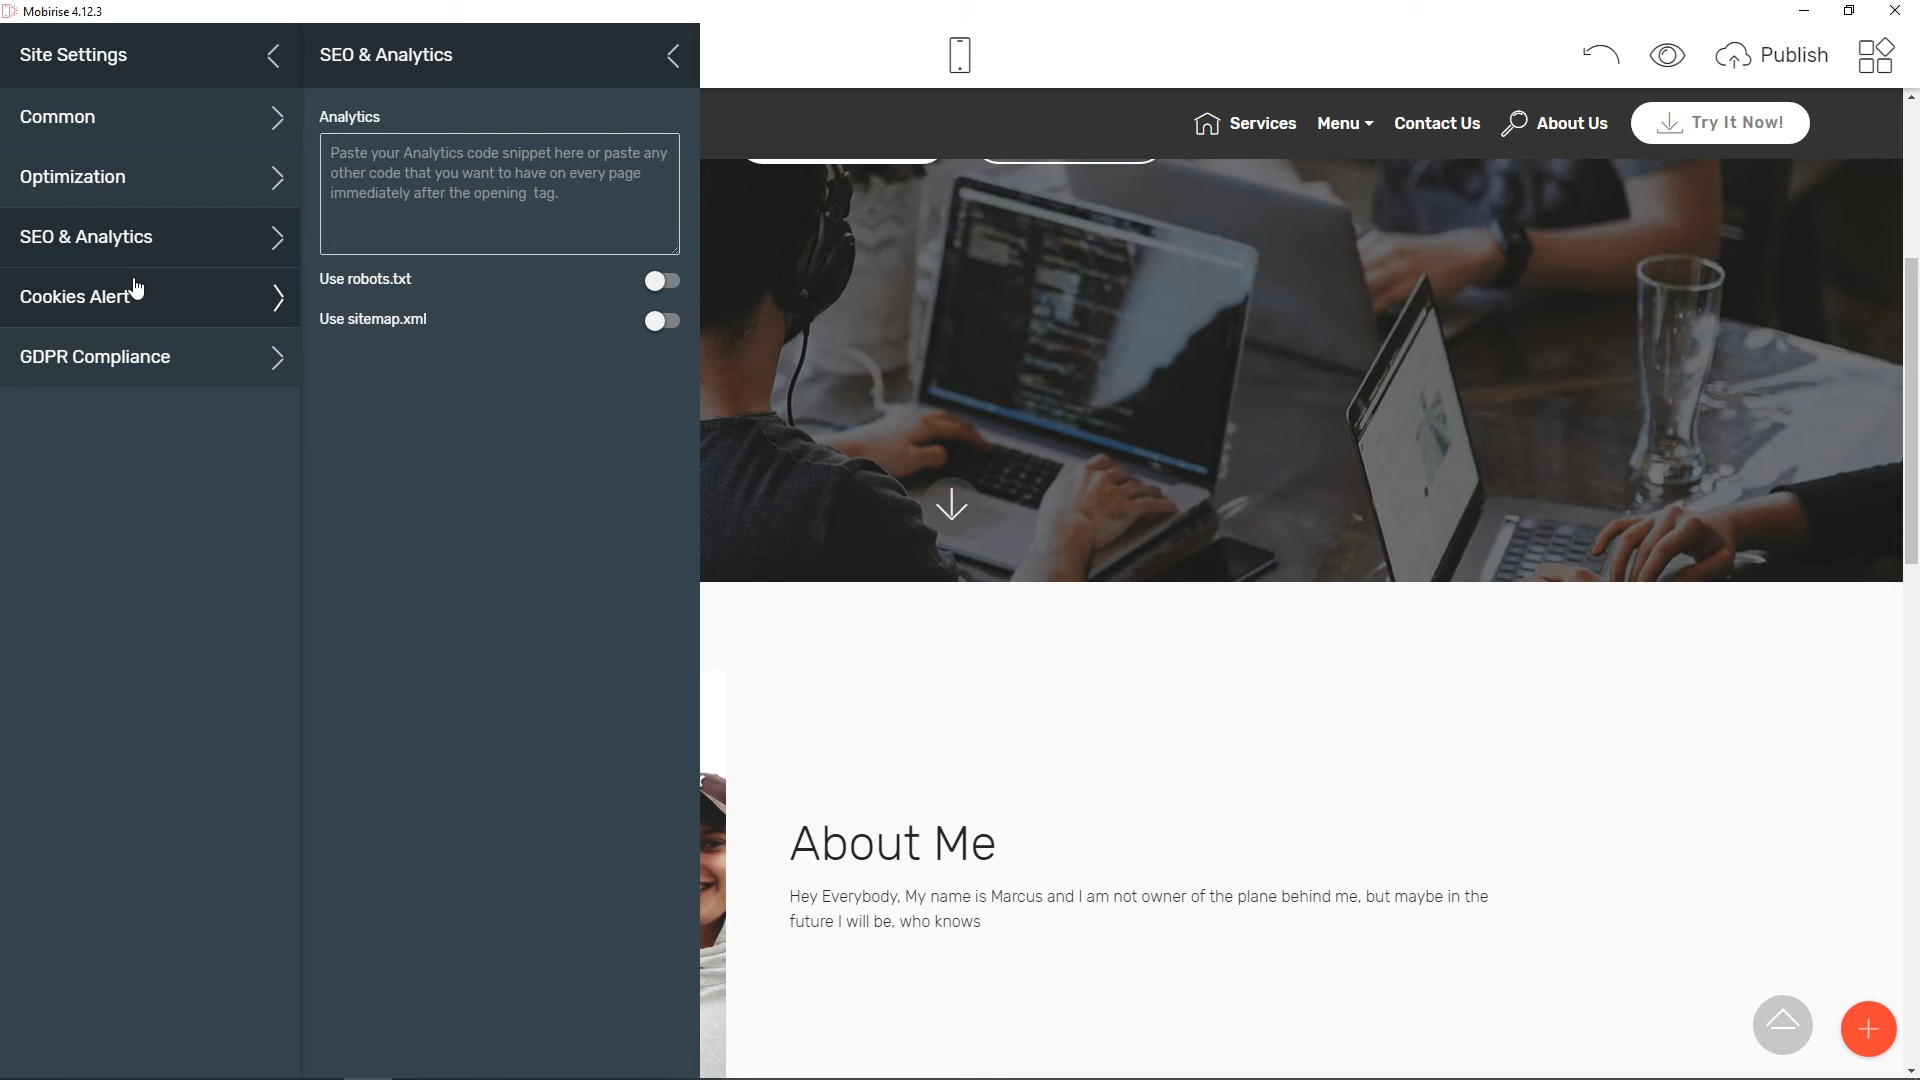 Mobirise 4.12.3
Site Settings
SEO & Analytics
Publish
Common
Optimization
SEO & Analytics
Cookies Alert
GDPR Compliance
Analytics
Paste your Analytics code snippet here or paste any
other code that you want to have on every page
immediately after the opening tag.
Use robots.txt
Use sitemap.xml
Services
Menu
Contact Us
About Us
Try It Now!
About Me
Hey Everybody, My name is Marcus and I am not owner of the plane behind me, but maybe in the
future I will be, who knows